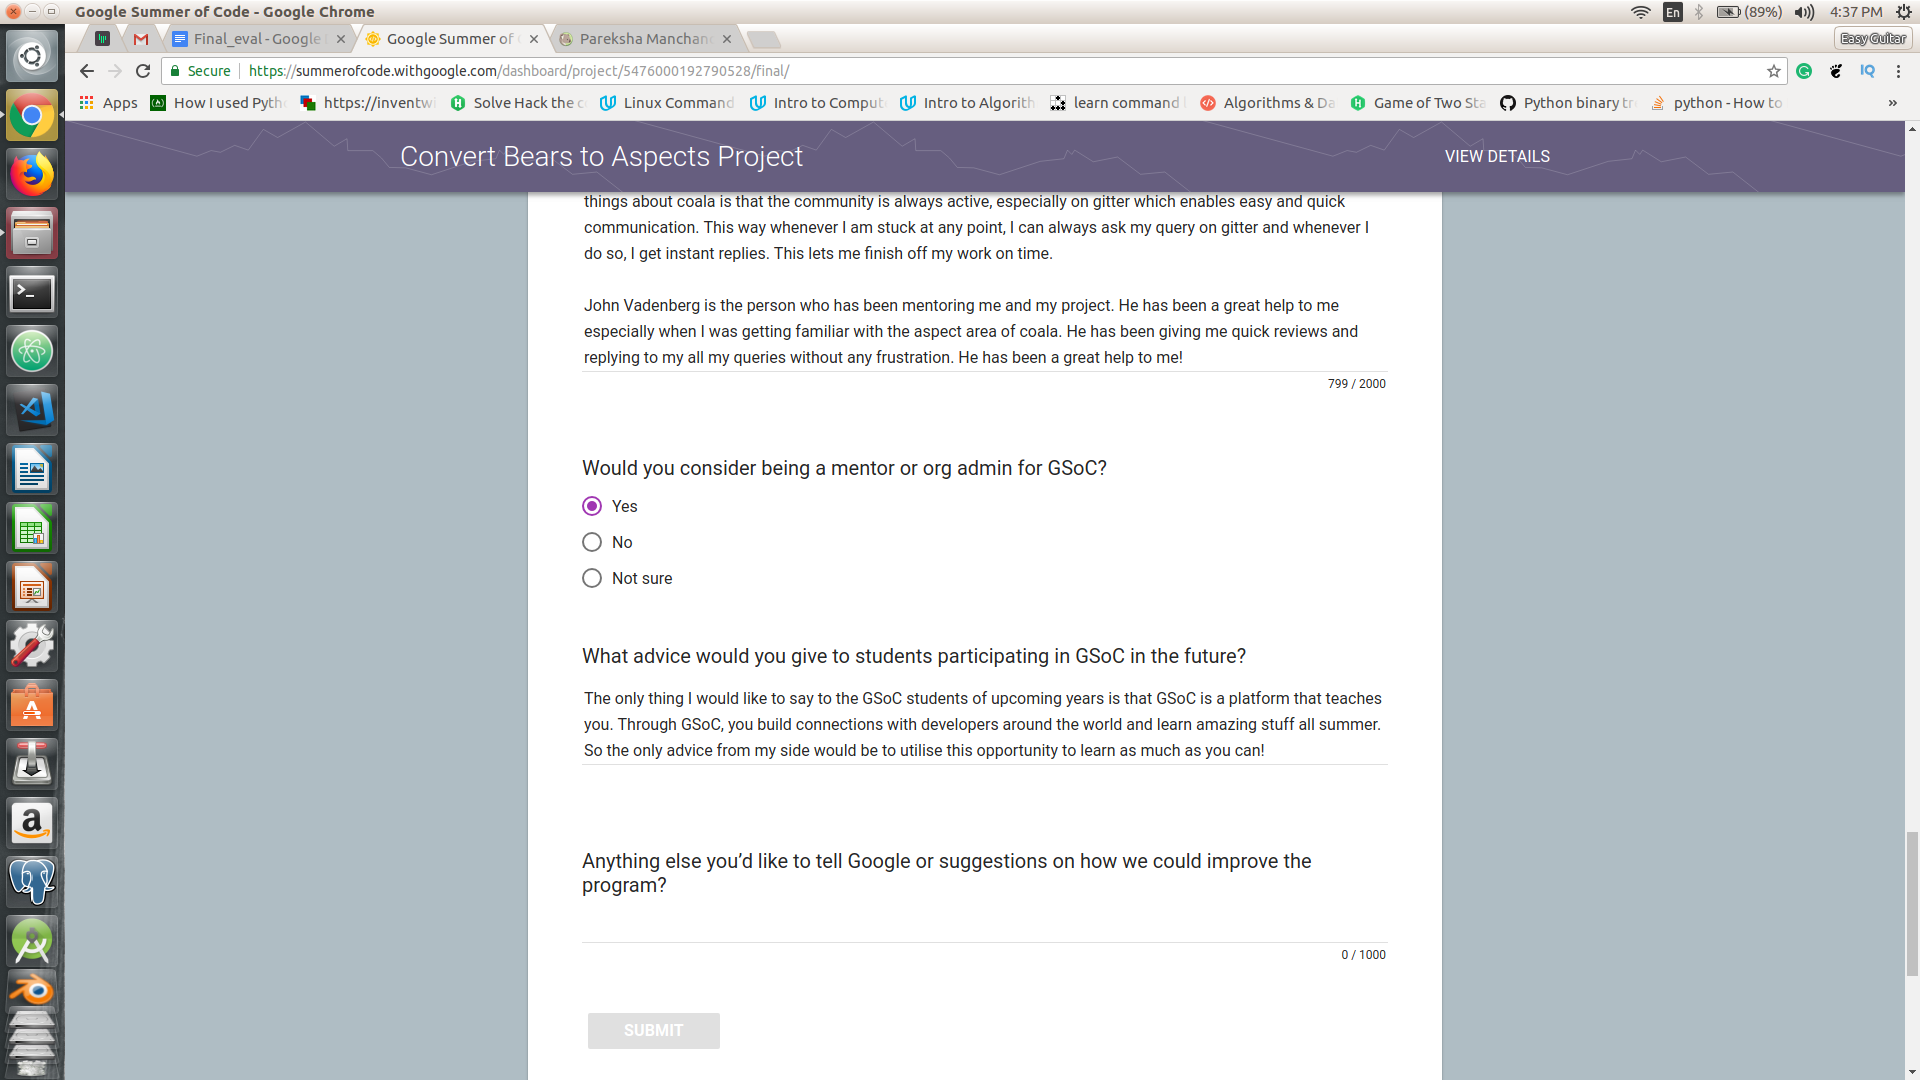 Google Summer of Code - Google Chrome
En
(89%)
4:37 PM
Final_eval - Google
Google Summer of
Pareksha Manchan
Easy Guitar
Secure
https://summerofcode.withgoogle.com/dashboard/project/5476000192790528/final/
IQ
Apps
How I used Pyth
https://inventwi
Solve Hack the c
Linux Command
Intro to Comput
Intro to Algorith
learn command
Algorithms & Da
Game of Two Sta
Python binary tr
python - How to
»
Convert Bears to Aspects Project
VIEW DETAILS
things about coala is that the community is always active, especially on gitter which enables easy and quick
communication. This way whenever I am stuck at any point, I can always ask my query on gitter and whenever I
do so, I get instant replies. This lets me finish off my work on time.
John Vadenberg is the person who has been mentoring me and my project. He has been a great help to me
especially when I was getting familiar with the aspect area of coala. He has been giving me quick reviews and
replying to my all my queries without any frustration. He has been a great help to me!
799 / 2000
Would you consider being a mentor or org admin for GSoC?
Yes
No
Not sure
What advice would you give to students participating in GSoC in the future?
The only thing I would like to say to the GSoC students of upcoming years is that GSoC is a platform that teaches
you. Through GSoC, you build connections with developers around the world and learn amazing stuff all summer.
So the only advice from my side would be to utilise this opportunity to learn as much as you can!
Anything else you’d like to tell Google or suggestions on how we could improve the
program?
0 / 1000
SUBMIT